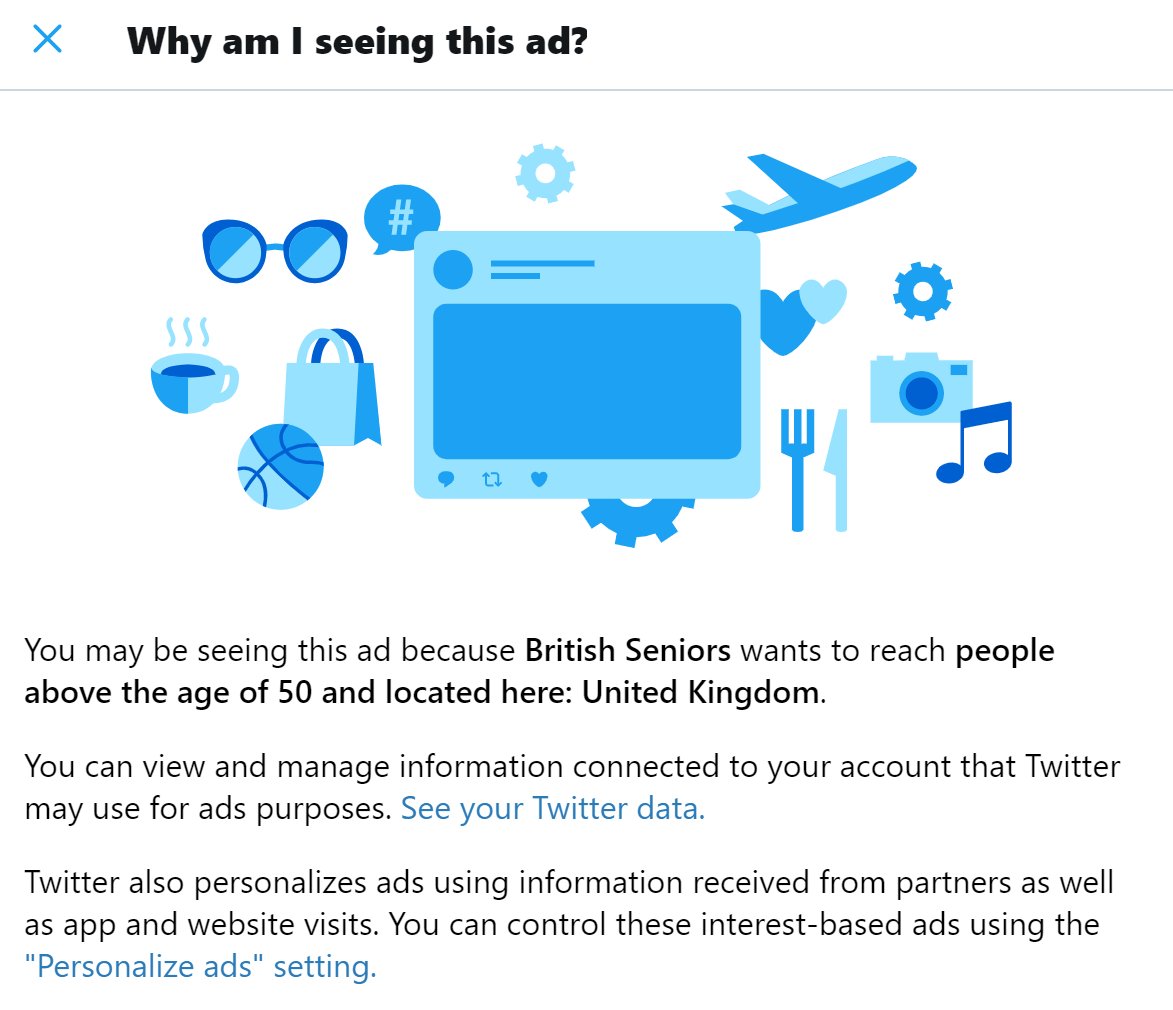 Why am I seeing this ad?
#
You may be seeing this ad because British Seniors wants to reach people
above the age of 50 and located here: United Kingdom.
You can view and manage information connected to your account that Twitter
may use for ads purposes. See your Twitter data.
Twitter also personalizes ads using information received from partners as well
as app and website visits. You can control these interest-based ads using the
"Personalize ads" setting.